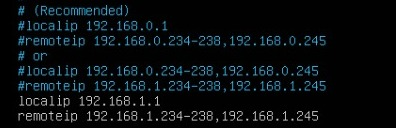 # (Recommended)
#localip 192.168.0.1
#remoteip 192.168.0.234-238,192.168.0.245
# or
#localip 192.168.0.234-238,192.168.0.245
#remoteip 192.168.1.234-238,192.168.1.245
localip 192.168.1.1
remoteip 192.168.1.234-238,192.168.1.245